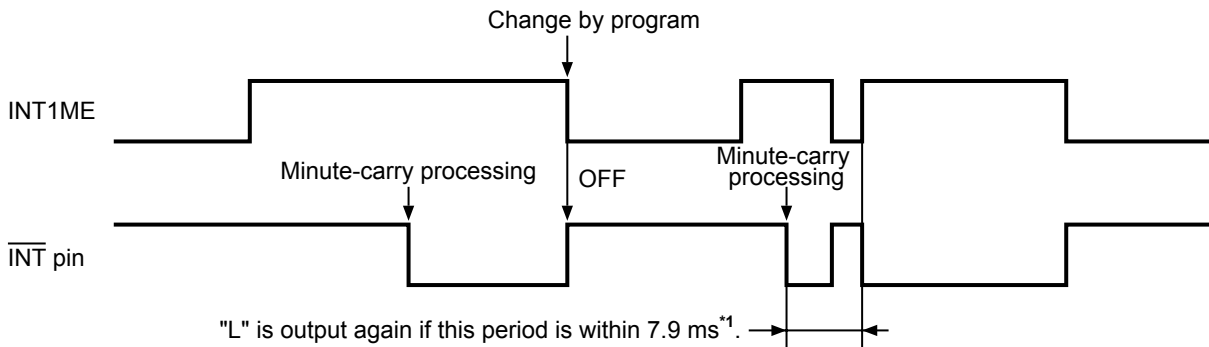 Change by program
INT1ME
Minute-carry processing
OFF
Minute-carry
processing
INT pin
"L" is output again if this period is within 7.9 ms*1.